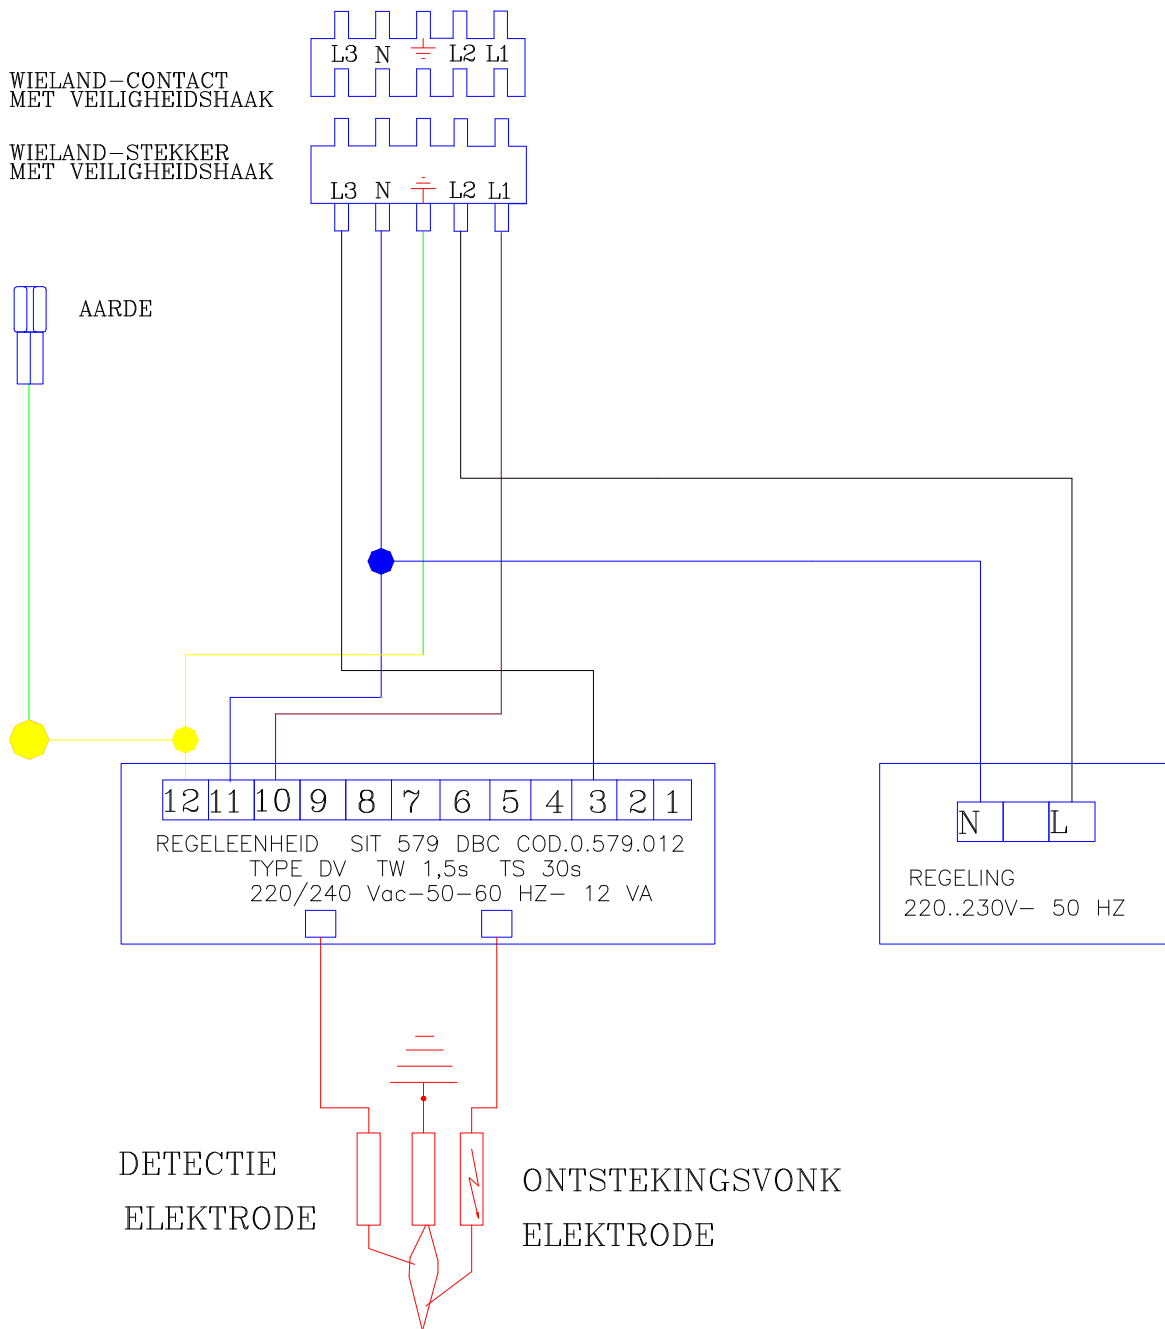 L3 N L2 L1
WIELAND-CONTACT
MET VEILIGHEIDSHAAK
WIELAND-STEKKER
MET VEILIGHEIDSHAAK
L3 N L2 L1
AARDE
12 11 10 9 8 7 6 5 4 3 2 1
N L
REGELEENHEID SIT 579 DBC COD.0.579.012
TYPE DV TW 1,5s TS 30s
220/240 Vac-50-60 HZ- 12 VA
REGELING
220..230V- 50 HZ
DETECTIE
ELEKTRODE
ONTSTEKINGSVONK
ELEKTRODE